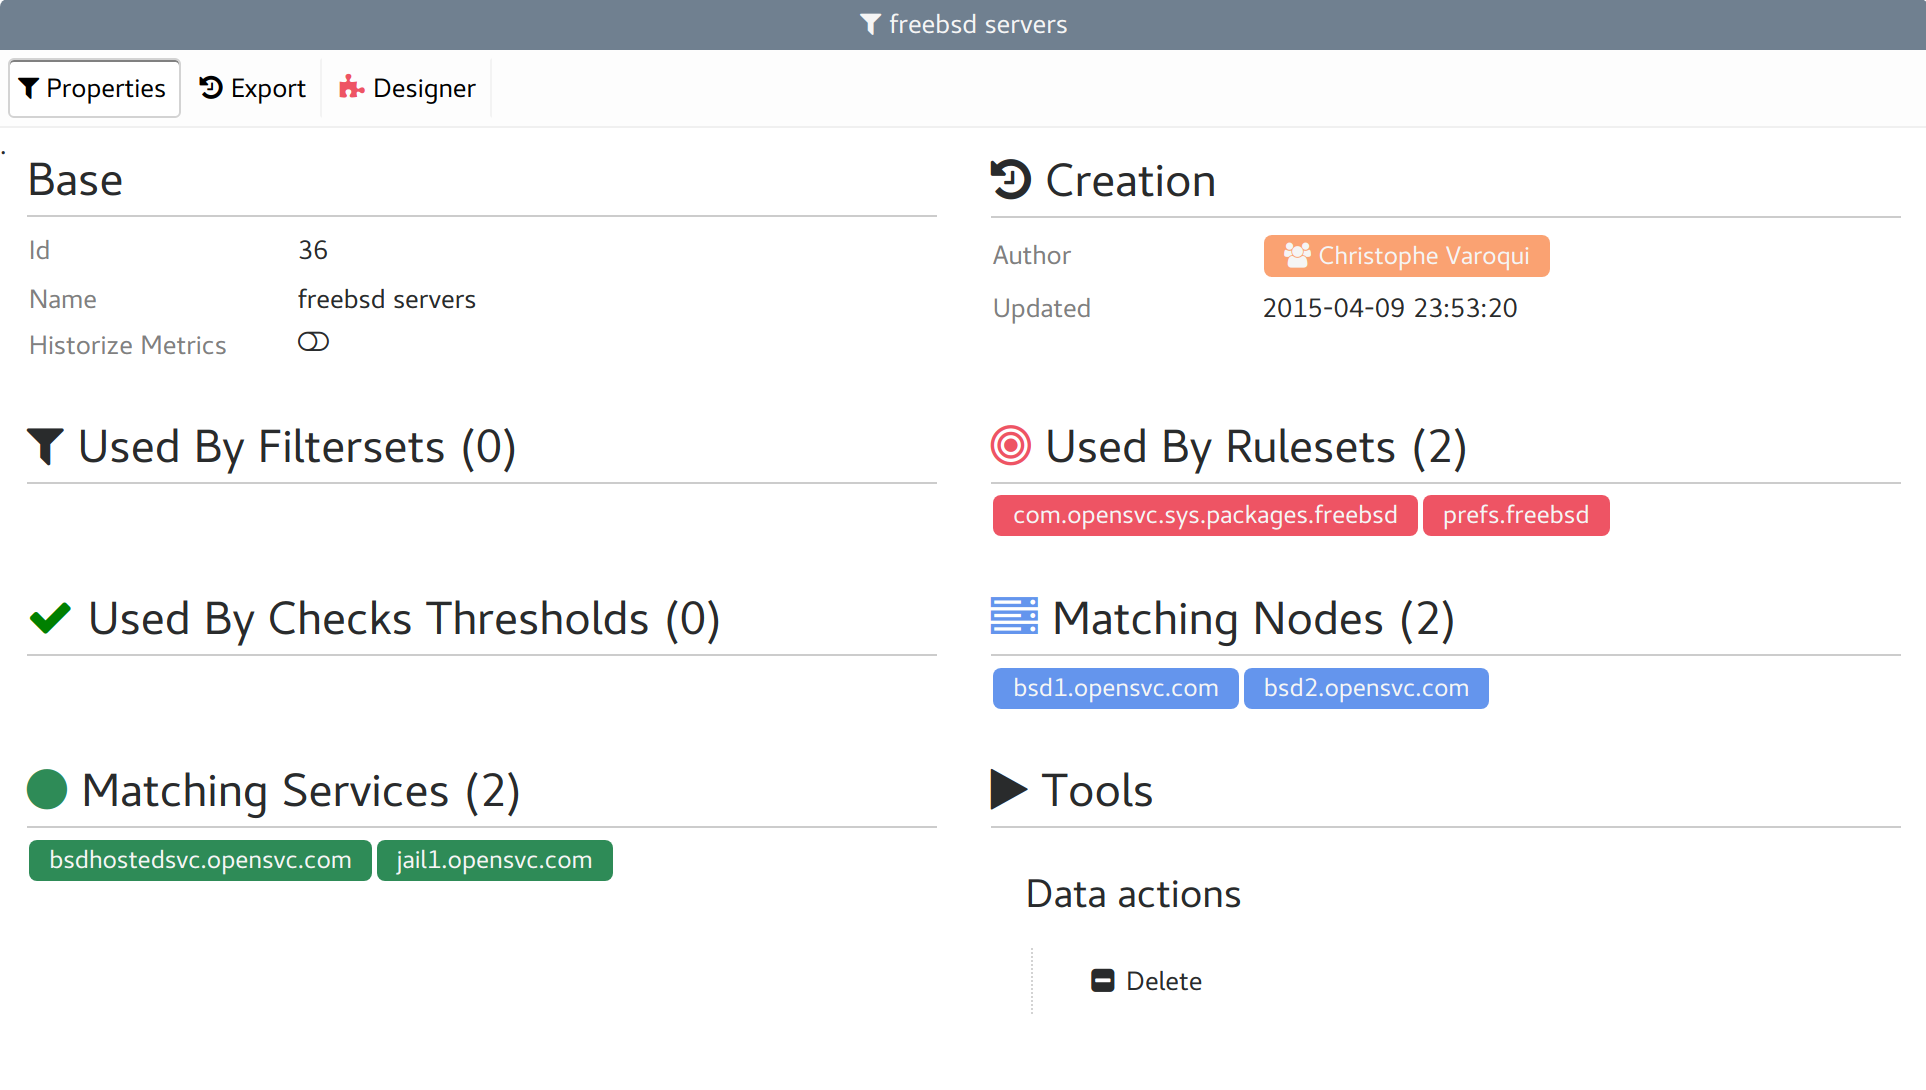 freebsd servers
Properties Export Designer
Base
Id 36
Name freebsd servers
Historize Metrics
Creation
Author Christophe Varoqui
Updated 2015-04-09 23:53:20
Used By Filtersets (0)
Used By Rulesets (2)
com.opensvc.sys.packages.freebsd prefs.freebsd
Used By Checks Thresholds (0)
Matching Nodes (2)
bsd1.opensvc.com bsd2.opensvc.com
Matching Services (2)
bsdhostedsvc.opensvc.com jail1.opensvc.com
Tools
Data actions
Delete